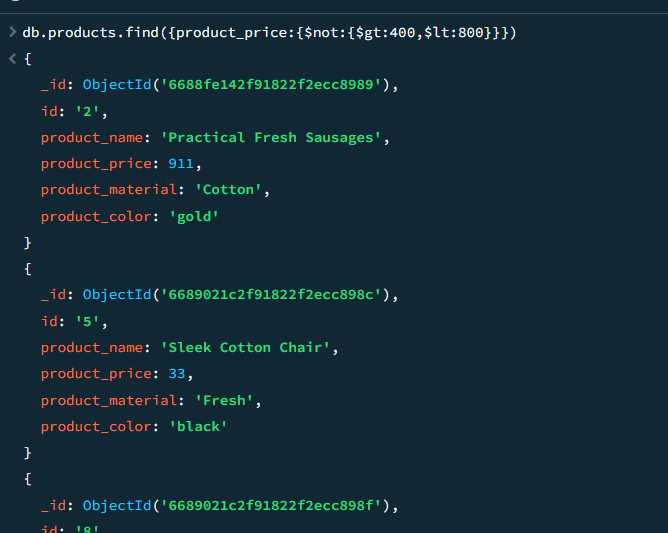 > db.products.find({product_price:{$not:{$gt:400,$lt:800}}})
< {
_id: ObjectId('6688fe142f91822f2ecc8989'),
id: '2',
product_name: 'Practical Fresh Sausages',
product_price: 911,
product_material: 'Cotton',
product_color: 'gold'
}
{
_id: ObjectId('6689021c2f91822f2ecc898c'),
id: '5',
product_name: 'Sleek Cotton Chair',
product_price: 33,
product_material: 'Fresh',
product_color: 'black'
}
{
_id: ObjectId('6689021c2f91822f2ecc898f'),
id: '8'